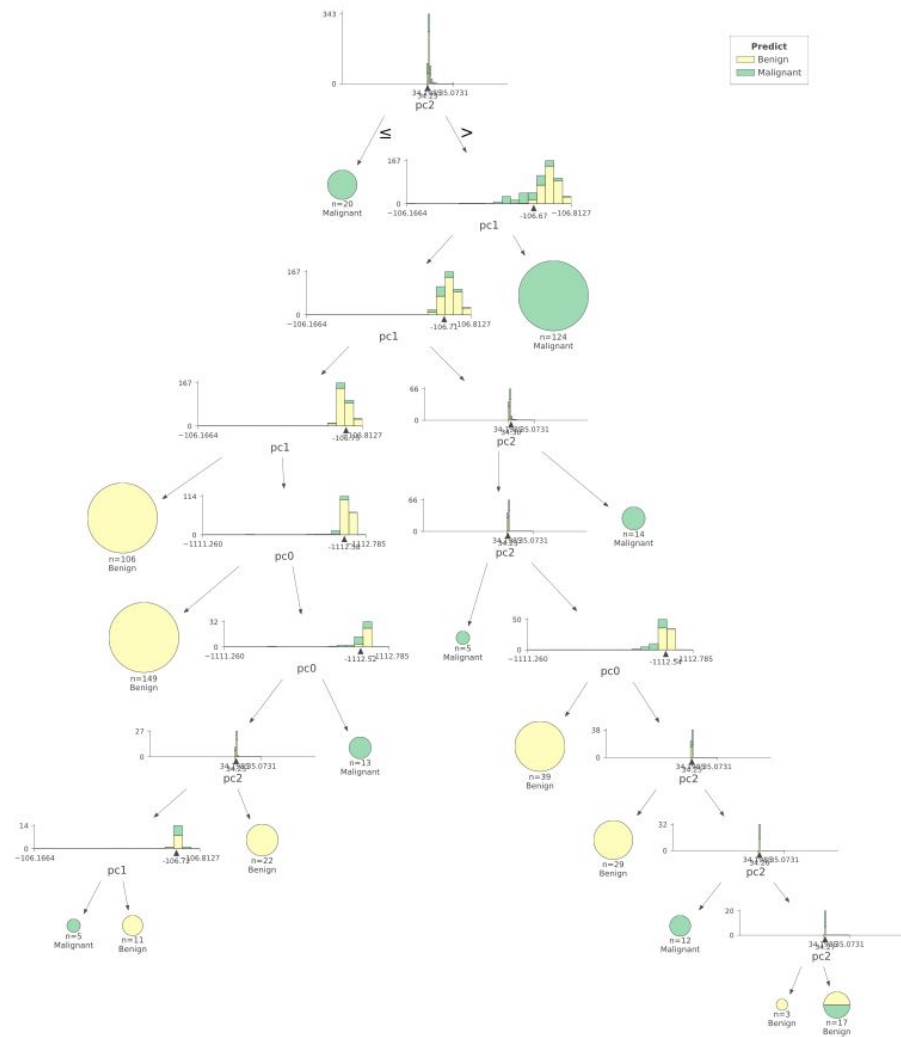 343
0
34.23
pc2
Predict
Benign
Malignant
≤
>
n=20
Malignant
167
0
−106.1664
-106.67
−106.8127
pc1
167
0
−106.1664
-106.71
−106.8127
pc1
n=124
Malignant
167
0
−106.1664
−106.8127
pc1
66
0
pc2
n=106
Benign
114
0
−1111.260
-1112.58
−1112.785
pc0
66
0
pc2
n=14
Malignant
n=149
Benign
32
0
−1111.260
-1112.52
−1112.785
pc0
n=5
Malignant
50
0
−1111.260
-1112.54
−1112.785
pc0
27
0
pc2
n=13
Malignant
n=39
Benign
38
0
pc2
14
0
−106.1664
-106.72
−106.8127
pc1
n=22
Benign
n=29
Benign
32
0
pc2
n=5
Malignant
n=11
Benign
n=12
Malignant
20
0
pc2
n=3
Benign
n=17
Benign